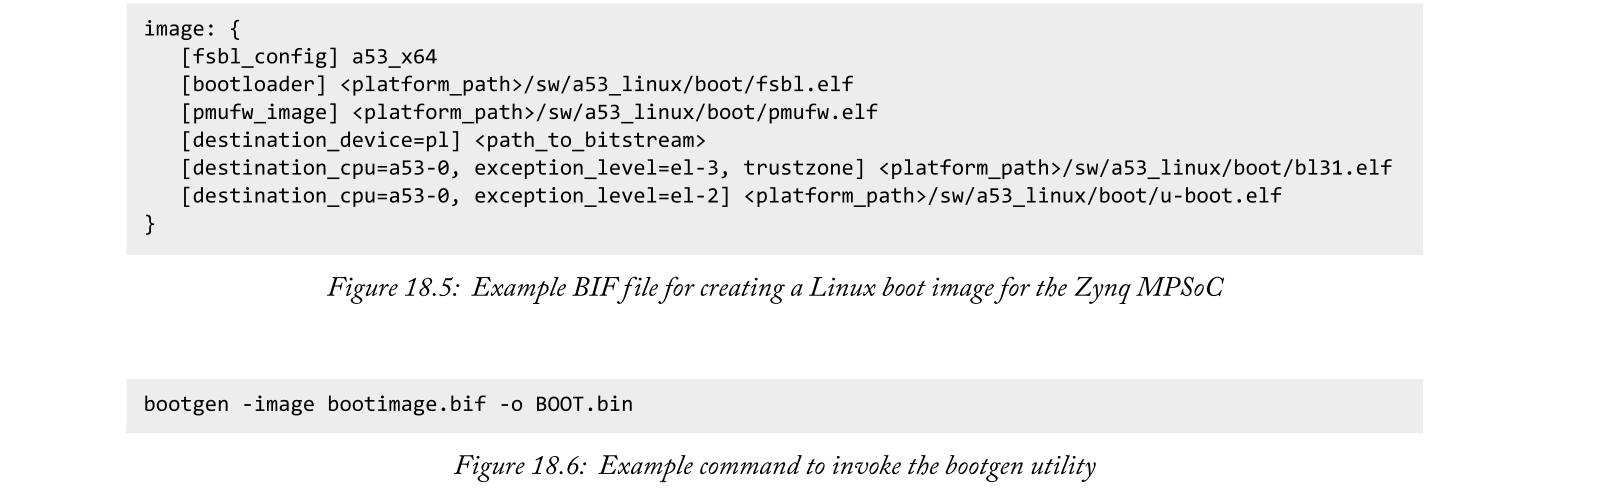 image: {
   [fsbl_config] a53_x64
   [bootloader] <platform_path>/sw/a53_linux/boot/fsbl.elf
   [pmufw_image] <platform_path>/sw/a53_linux/boot/pmufw.elf
   [destination_device=pl] <path_to_bitstream>
   [destination_cpu=a53-0, exception_level=el-3, trustzone] <platform_path>/sw/a53_linux/boot/bl31.elf
   [destination_cpu=a53-0, exception_level=el-2] <platform_path>/sw/a53_linux/boot/u-boot.elf
}
Figure 18.5: Example BIF file for creating a Linux boot image for the Zynq MPSoC
bootgen -image bootimage.bif -o BOOT.bin
Figure 18.6: Example command to invoke the bootgen utility